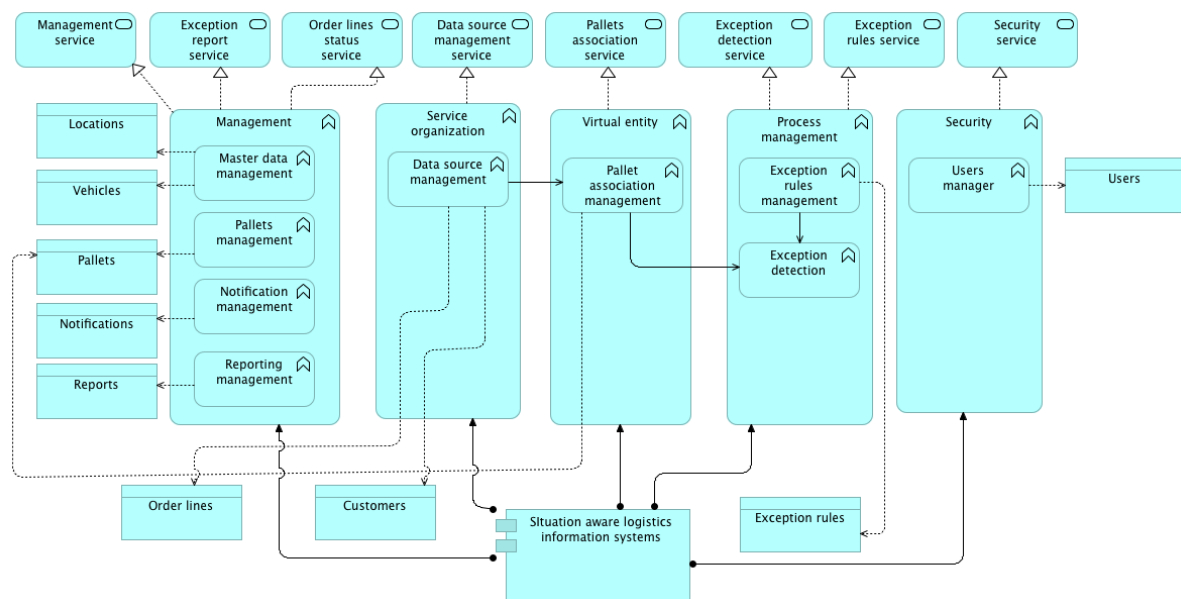 Management
service
Exception
report
service
Order lines
status
service
Data source
management
service
Pallets
association
service
Exception
detection
service
Exception
rules service
Security
service
Locations
Vehicles
Pallets
Notifications
Reports
Management
Master data
management
Pallets
management
Notification
management
Reporting
management
Service
organization
Data source
management
Virtual entity
Pallet
association
management
Process
management
Exception
rules
management
Exception
detection
Security
Users
manager
Users
Order lines
Customers
SItuation aware logistics
information systems
Exception rules